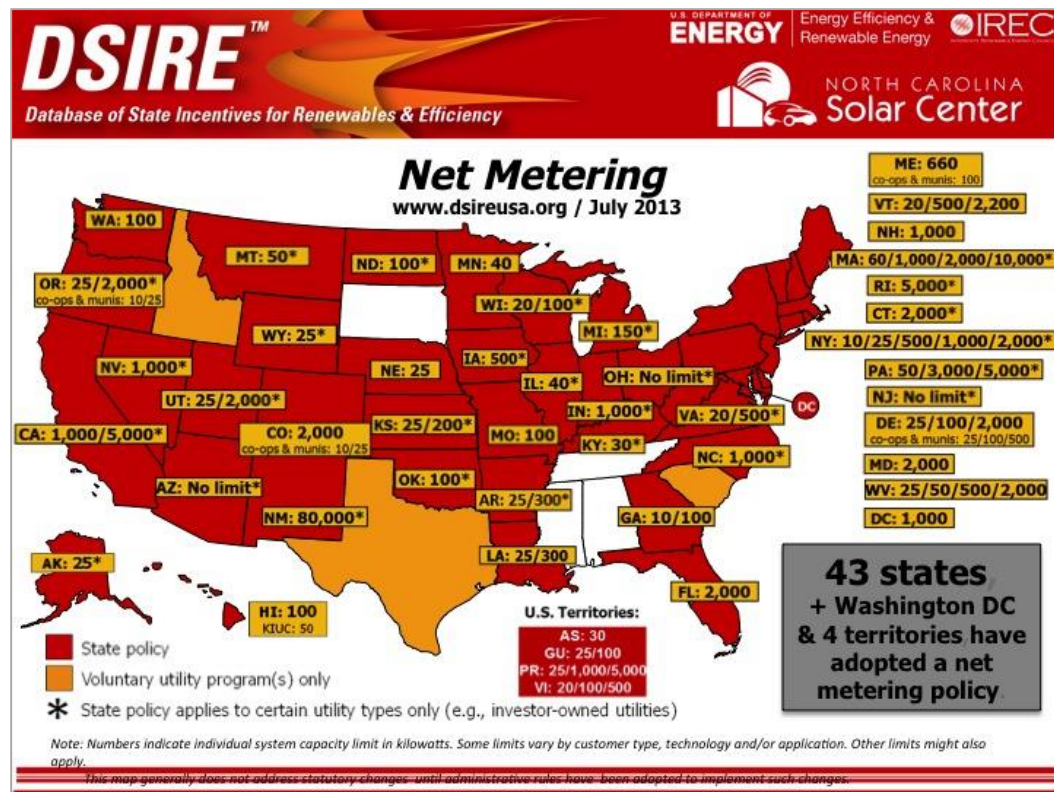 DSIRE™
Database of State Incentives for Renewables & Efficiency
U.S. DEPARTMENT OF
ENERGY
Energy Efficiency &
Renewable Energy
IREC
NORTH CAROLINA
Solar Center
Net Metering
www.dsireusa.org / July 2013
WA: 100
OR: 25/2,000*
co-ops & munis: 10/25
MT: 50*
ND: 100*
MN: 40
WI: 20/100*
MI: 150*
WY: 25*
NV: 1,000*
UT: 25/2,000*
NE: 25
IA: 500*
IL: 40*
OH: No limit*
IN: 1,000*
CA: 1,000/5,000*
CO: 2,000
co-ops & munis: 10/25
KS: 25/200*
MO: 100
KY: 30*
VA: 20/500*
NC: 1,000*
DC
AZ: No limit*
NM: 80,000*
OK: 100*
AR: 25/300*
GA: 10/100
LA: 25/300
FL: 2,000
AK: 25*
HI: 100
KIUC: 50
ME: 660
co-ops & munis: 100
VT: 20/500/2,200
NH: 1,000
MA: 60/1,000/2,000/10,000*
RI: 5,000*
CT: 2,000*
NY: 10/25/500/1,000/2,000*
PA: 50/3,000/5,000*
NJ: No limit*
DE: 25/100/2,000
co-ops & munis: 25/100/500
MD: 2,000
WV: 25/50/500/2,000
DC: 1,000
U.S. Territories:
AS: 30
GU: 25/100
PR: 25/1,000/5,000
VI: 20/100/500
43 states,
+ Washington DC
& 4 territories have
adopted a net
metering policy.
State policy
Voluntary utility program(s) only
* State policy applies to certain utility types only (e.g., investor-owned utilities)
Note: Numbers indicate individual system capacity limit in kilowatts. Some limits vary by customer type, technology and/or application. Other limits might also
apply.
This map generally does not address statutory changes until administrative rules have been adopted to implement such changes.